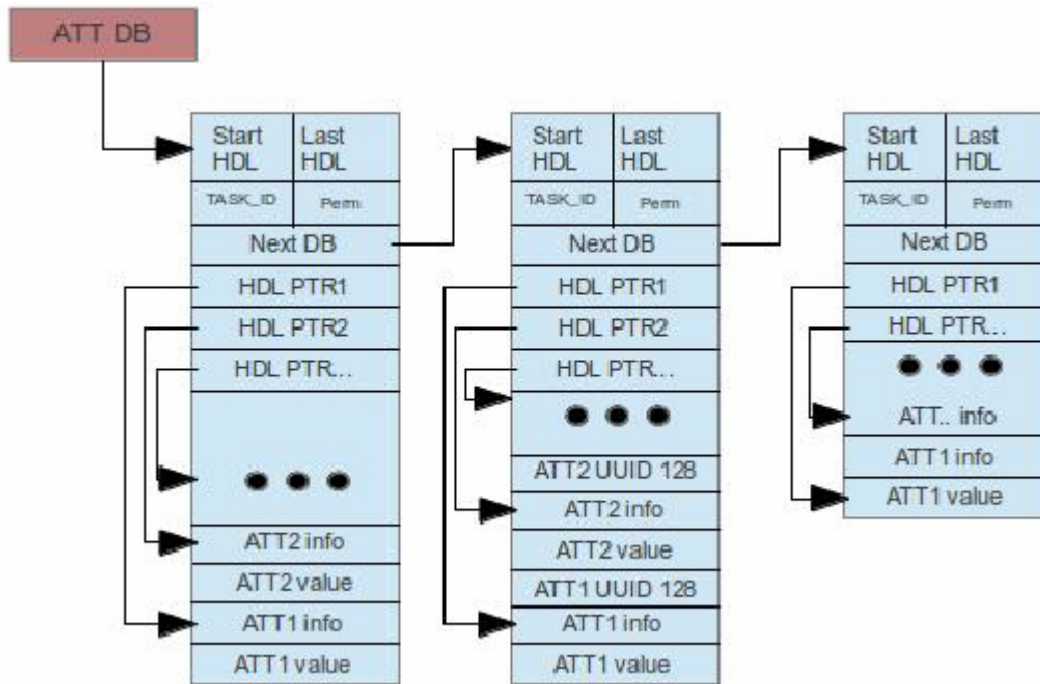 ATT DB
Start HDL
Last HDL
TASK_ID
Perm
Next DB
HDL PTR1
HDL PTR2
HDL PTR...
ATT2 info
ATT2 value
ATT1 info
ATT1 value
Start HDL
Last HDL
TASK_ID
Perm
Next DB
HDL PTR1
HDL PTR2
HDL PTR...
ATT2 UUID 128
ATT2 info
ATT2 value
ATT1 UUID 128
ATT1 info
ATT1 value
Start HDL
Last HDL
TASK_ID
Perm
Next DB
HDL PTR1
HDL PTR...
ATT.. info
ATT1 info
ATT1 value